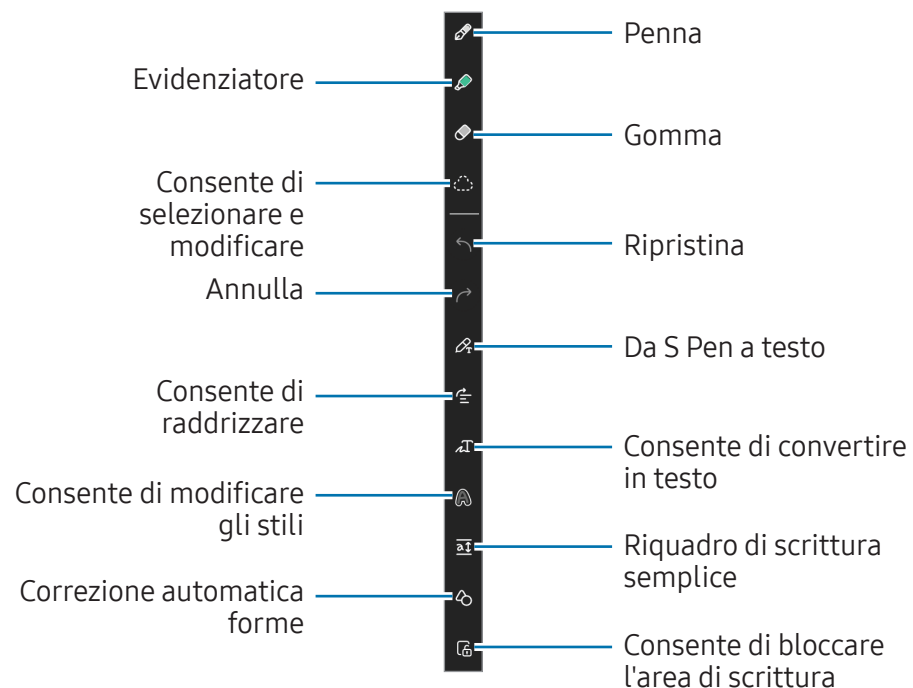 Penna
Evidenziatore
Gomma
Consente di
selezionare e
modificare
Ripristina
Annulla
Da S Pen a testo
Consente di
raddrizzare
Consente di convertire
in testo
Consente di modificare
gli stili
Riquadro di scrittura
semplice
Correzione automatica
forme
Consente di bloccare
l'area di scrittura